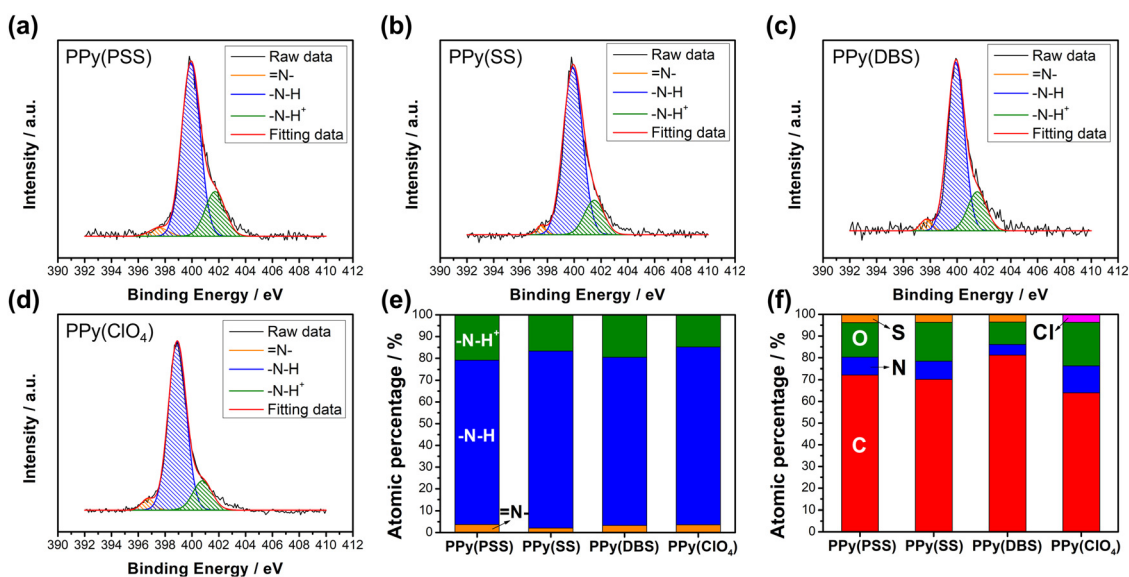 (a)
PPy(PSS)
Raw data
=N-
-N-H
-N-H⁺
Fitting data
Intensity / a.u.
390 392 394 396 398 400 402 404 406 408 410 412
Binding Energy / eV
(b)
PPy(SS)
Raw data
=N-
-N-H
-N-H⁺
Fitting data
Intensity / a.u.
390 392 394 396 398 400 402 404 406 408 410 412
Binding Energy / eV
(c)
PPy(DBS)
Raw data
=N-
-N-H
-N-H⁺
Fitting data
Intensity / a.u.
390 392 394 396 398 400 402 404 406 408 410 412
Binding Energy / eV
(d)
PPy(ClO₄)
Raw data
=N-
-N-H
-N-H⁺
Fitting data
Intensity / a.u.
390 392 394 396 398 400 402 404 406 408 410 412
Binding Energy / eV
(e)
Atomic percentage / %
100
90
80
70
60
50
40
30
20
10
0
-N-H⁺
-N-H
=N-
PPy(PSS) PPy(SS) PPy(DBS) PPy(ClO₄)
(f)
Atomic percentage / %
100
90
80
70
60
50
40
30
20
10
0
S
O
N
C
Cl
PPy(PSS) PPy(SS) PPy(DBS) PPy(ClO₄)